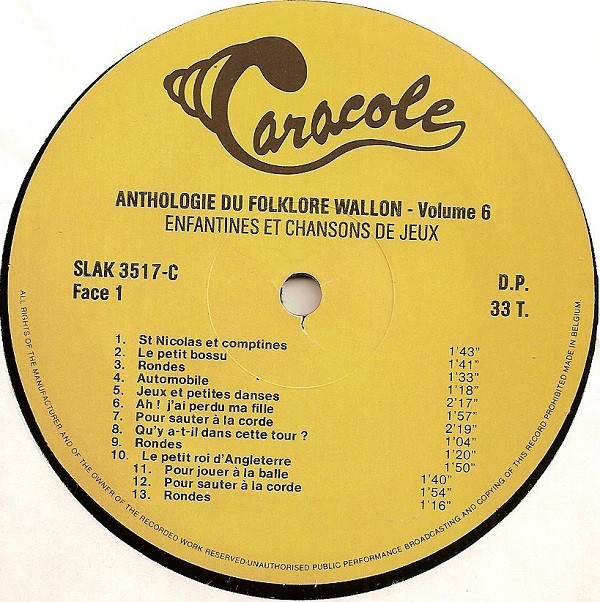 Caracole
ANTHOLOGIE DU FOLKLORE WALLON - Volume 6
ENFANTINES ET CHANSONS DE JEUX
SLAK 3517-C
Face 1
D.P.
33 T.
1. St Nicolas et comptines 1'43"
2. Le petit bossu 1'41"
3. Rondes 1'33"
4. Automobile 1'18"
5. Jeux et petites danses 2'17"
6. Ah ! j'ai perdu ma fille 1'57"
7. Pour sauter à la corde 2'19"
8. Qu'y a-t-il dans cette tour ? 1'04"
9. Rondes 1'20"
10. Le petit roi d'Angleterre 1'50"
11. Pour jouer à la balle 1'40"
12. Pour sauter à la corde 1'54"
13. Rondes 1'16"
ALL RIGHTS OF THE MANUFACTURER AND OF THE OWNER OF THE RECORDED WORK RESERVED-UNAUTHORISED PUBLIC PERFORMANCE BROADCASTING AND COPYING OF THIS RECORD PROHIBITED MADE IN BELGIUM